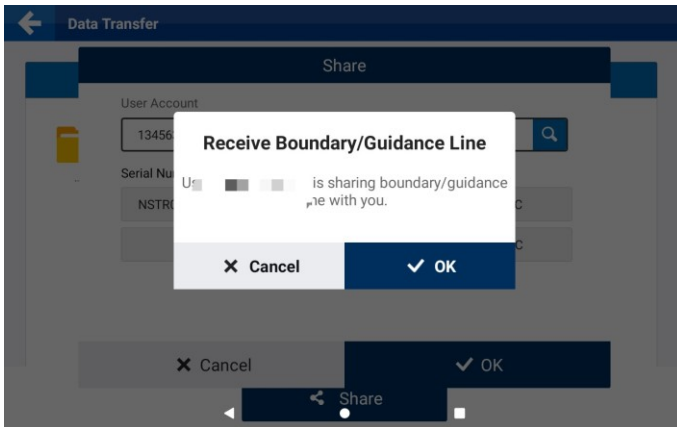 Data Transfer
Share
User Account
13456
Receive Boundary/Guidance Line
Serial Nu
is sharing boundary/guidance
with you.
NSTR
C
C
Cancel
OK
Cancel
OK
Share